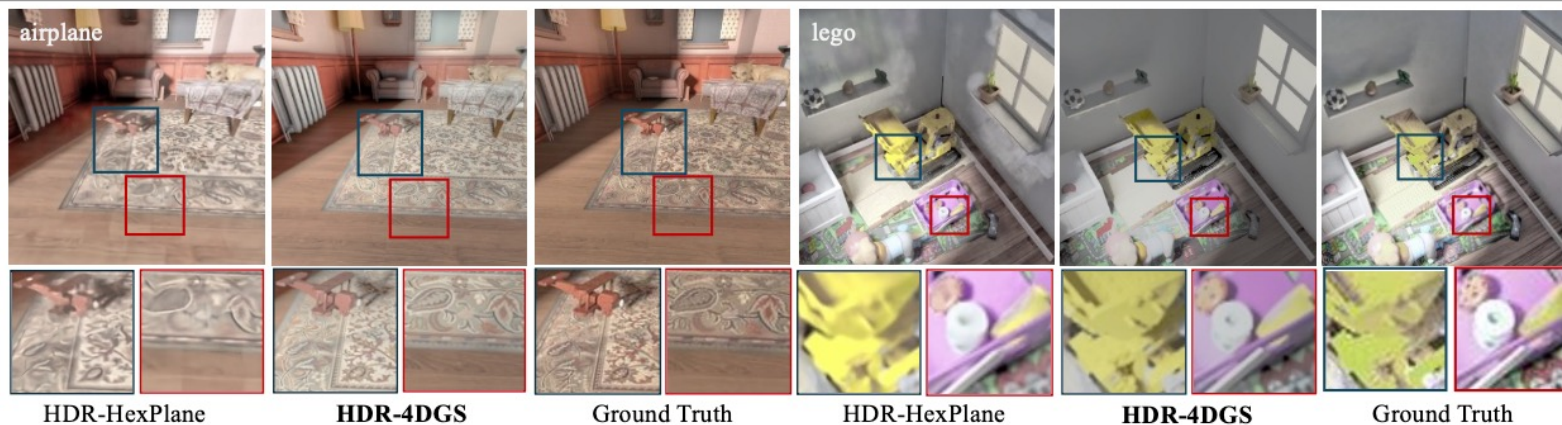 airplane
lego
HDR-HexPlane
HDR-4DGS
Ground Truth
HDR-HexPlane
HDR-4DGS
Ground Truth